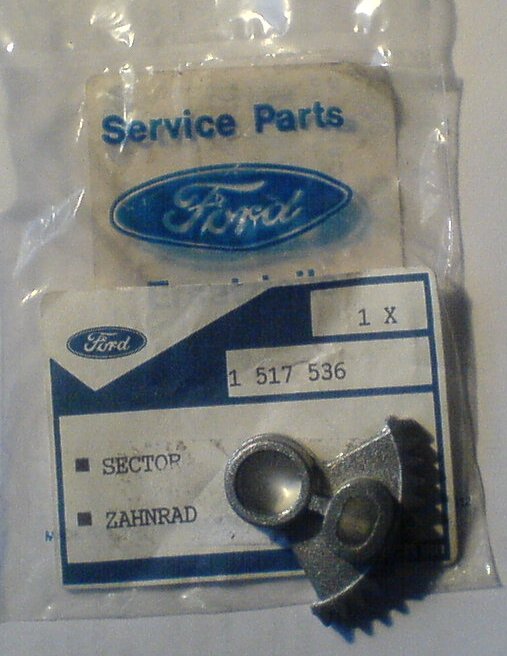 Service Parts
Ford
Ford
1 X
1 517 536
SECTOR
ZAHNRAD